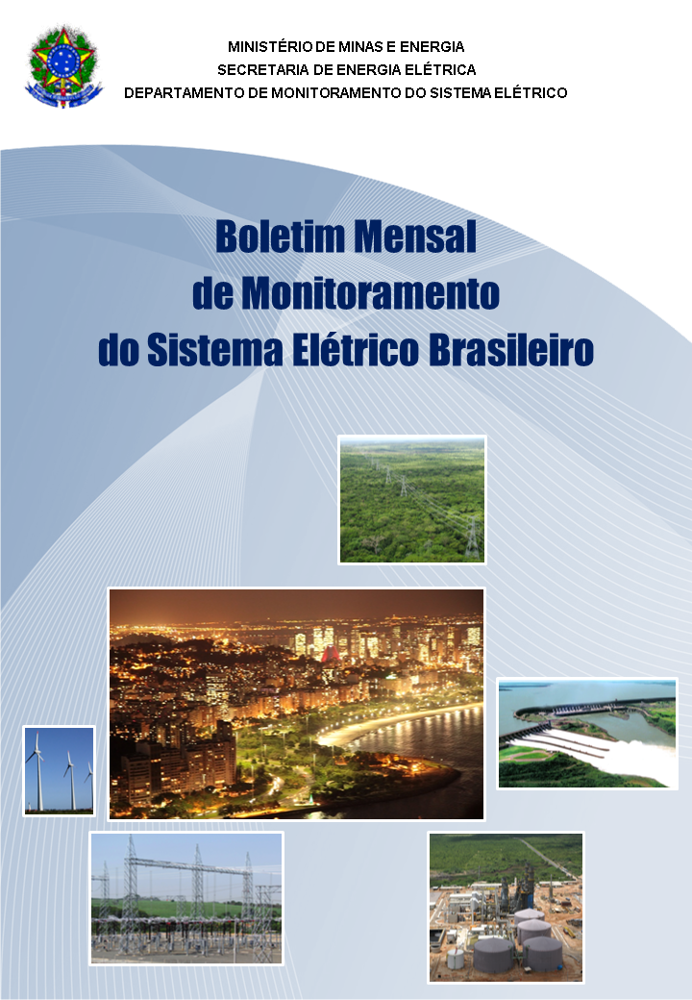 MINISTÉRIO DE MINAS E ENERGIA
SECRETARIA DE ENERGIA ELÉTRICA
DEPARTAMENTO DE MONITORAMENTO DO SISTEMA ELÉTRICO
Boletim Mensal
de Monitoramento
do Sistema Elétrico Brasileiro